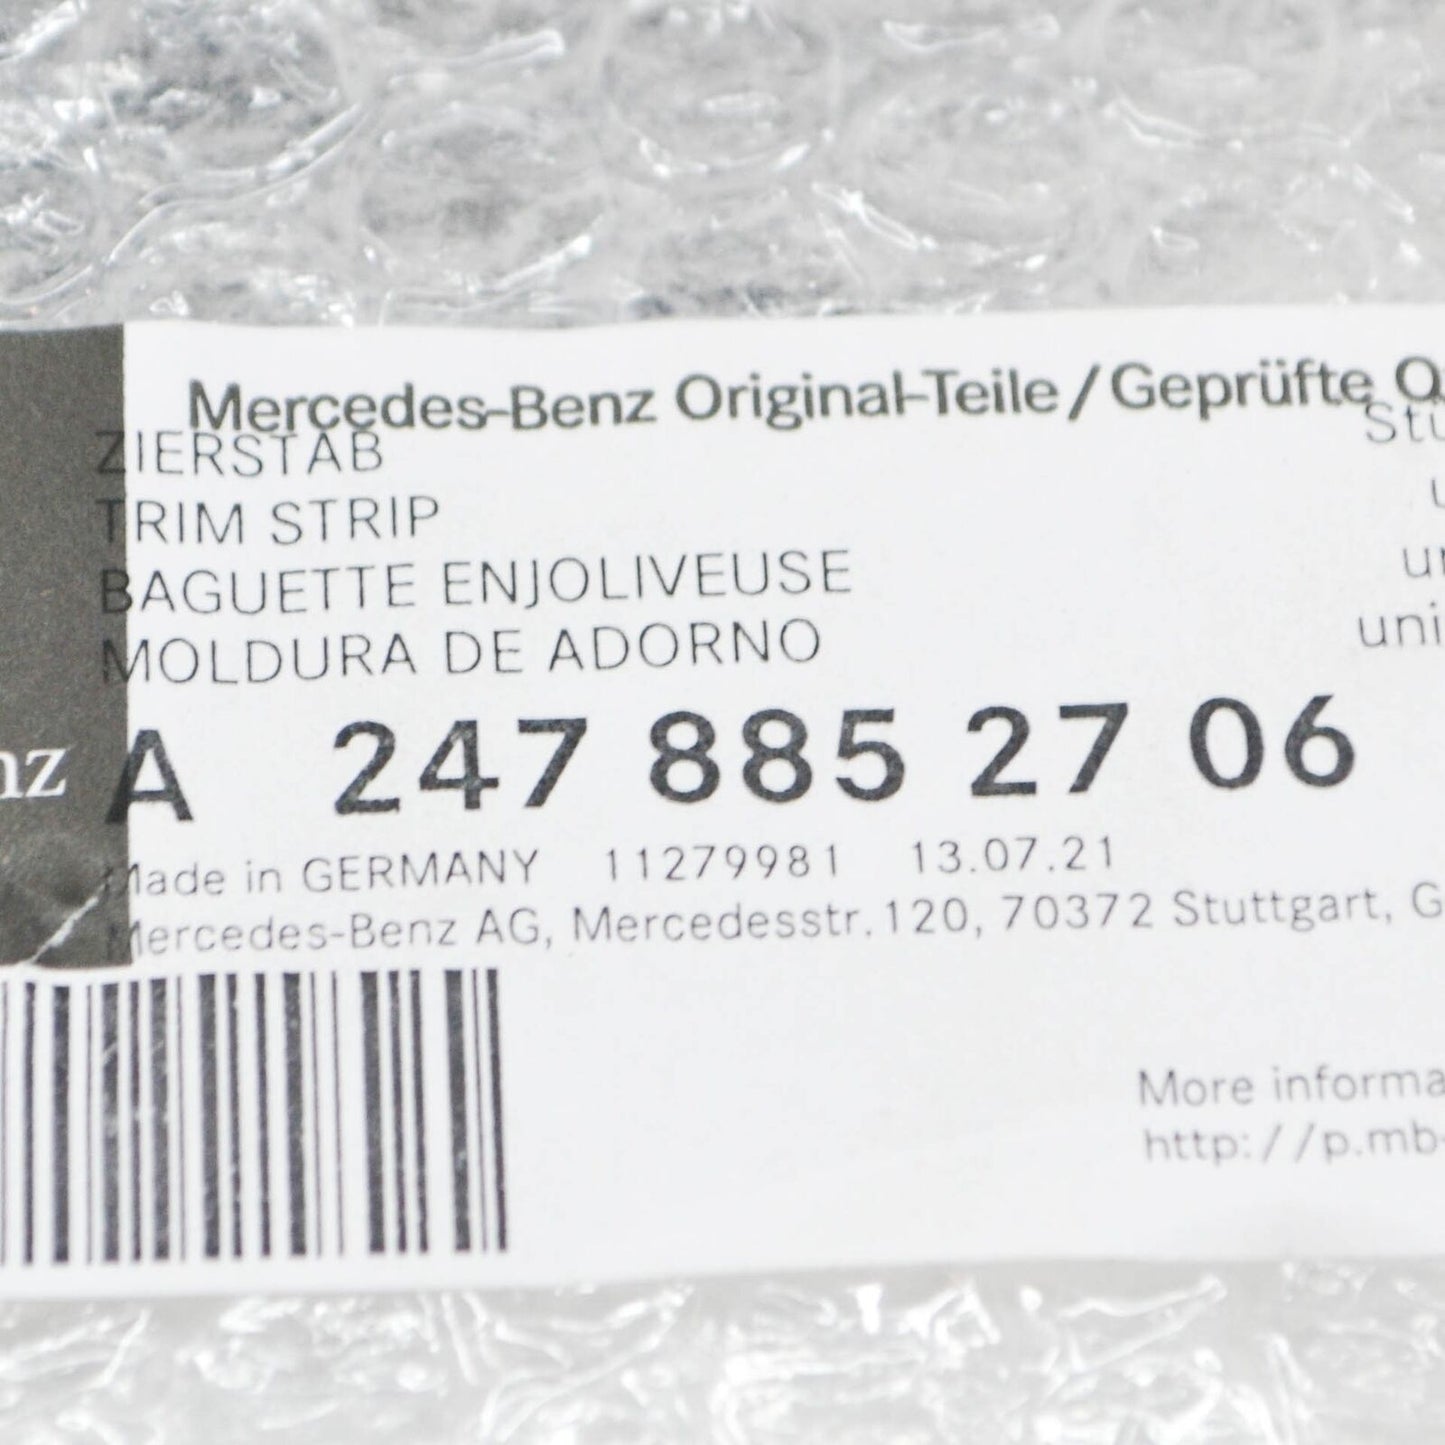 Mercedes-Benz Original-Teile/Geprüfte
ZIERSTAB
TRIM STRIP
BAGUETTE ENJOLIVEUSE
MOLDURA DE ADORNO
A 247 885 27 06
Made in GERMANY 11279981 13.07.21
Mercedes-Benz AG, Mercedesstr.120, 70372 Stuttgart,
More
http://p.mb-